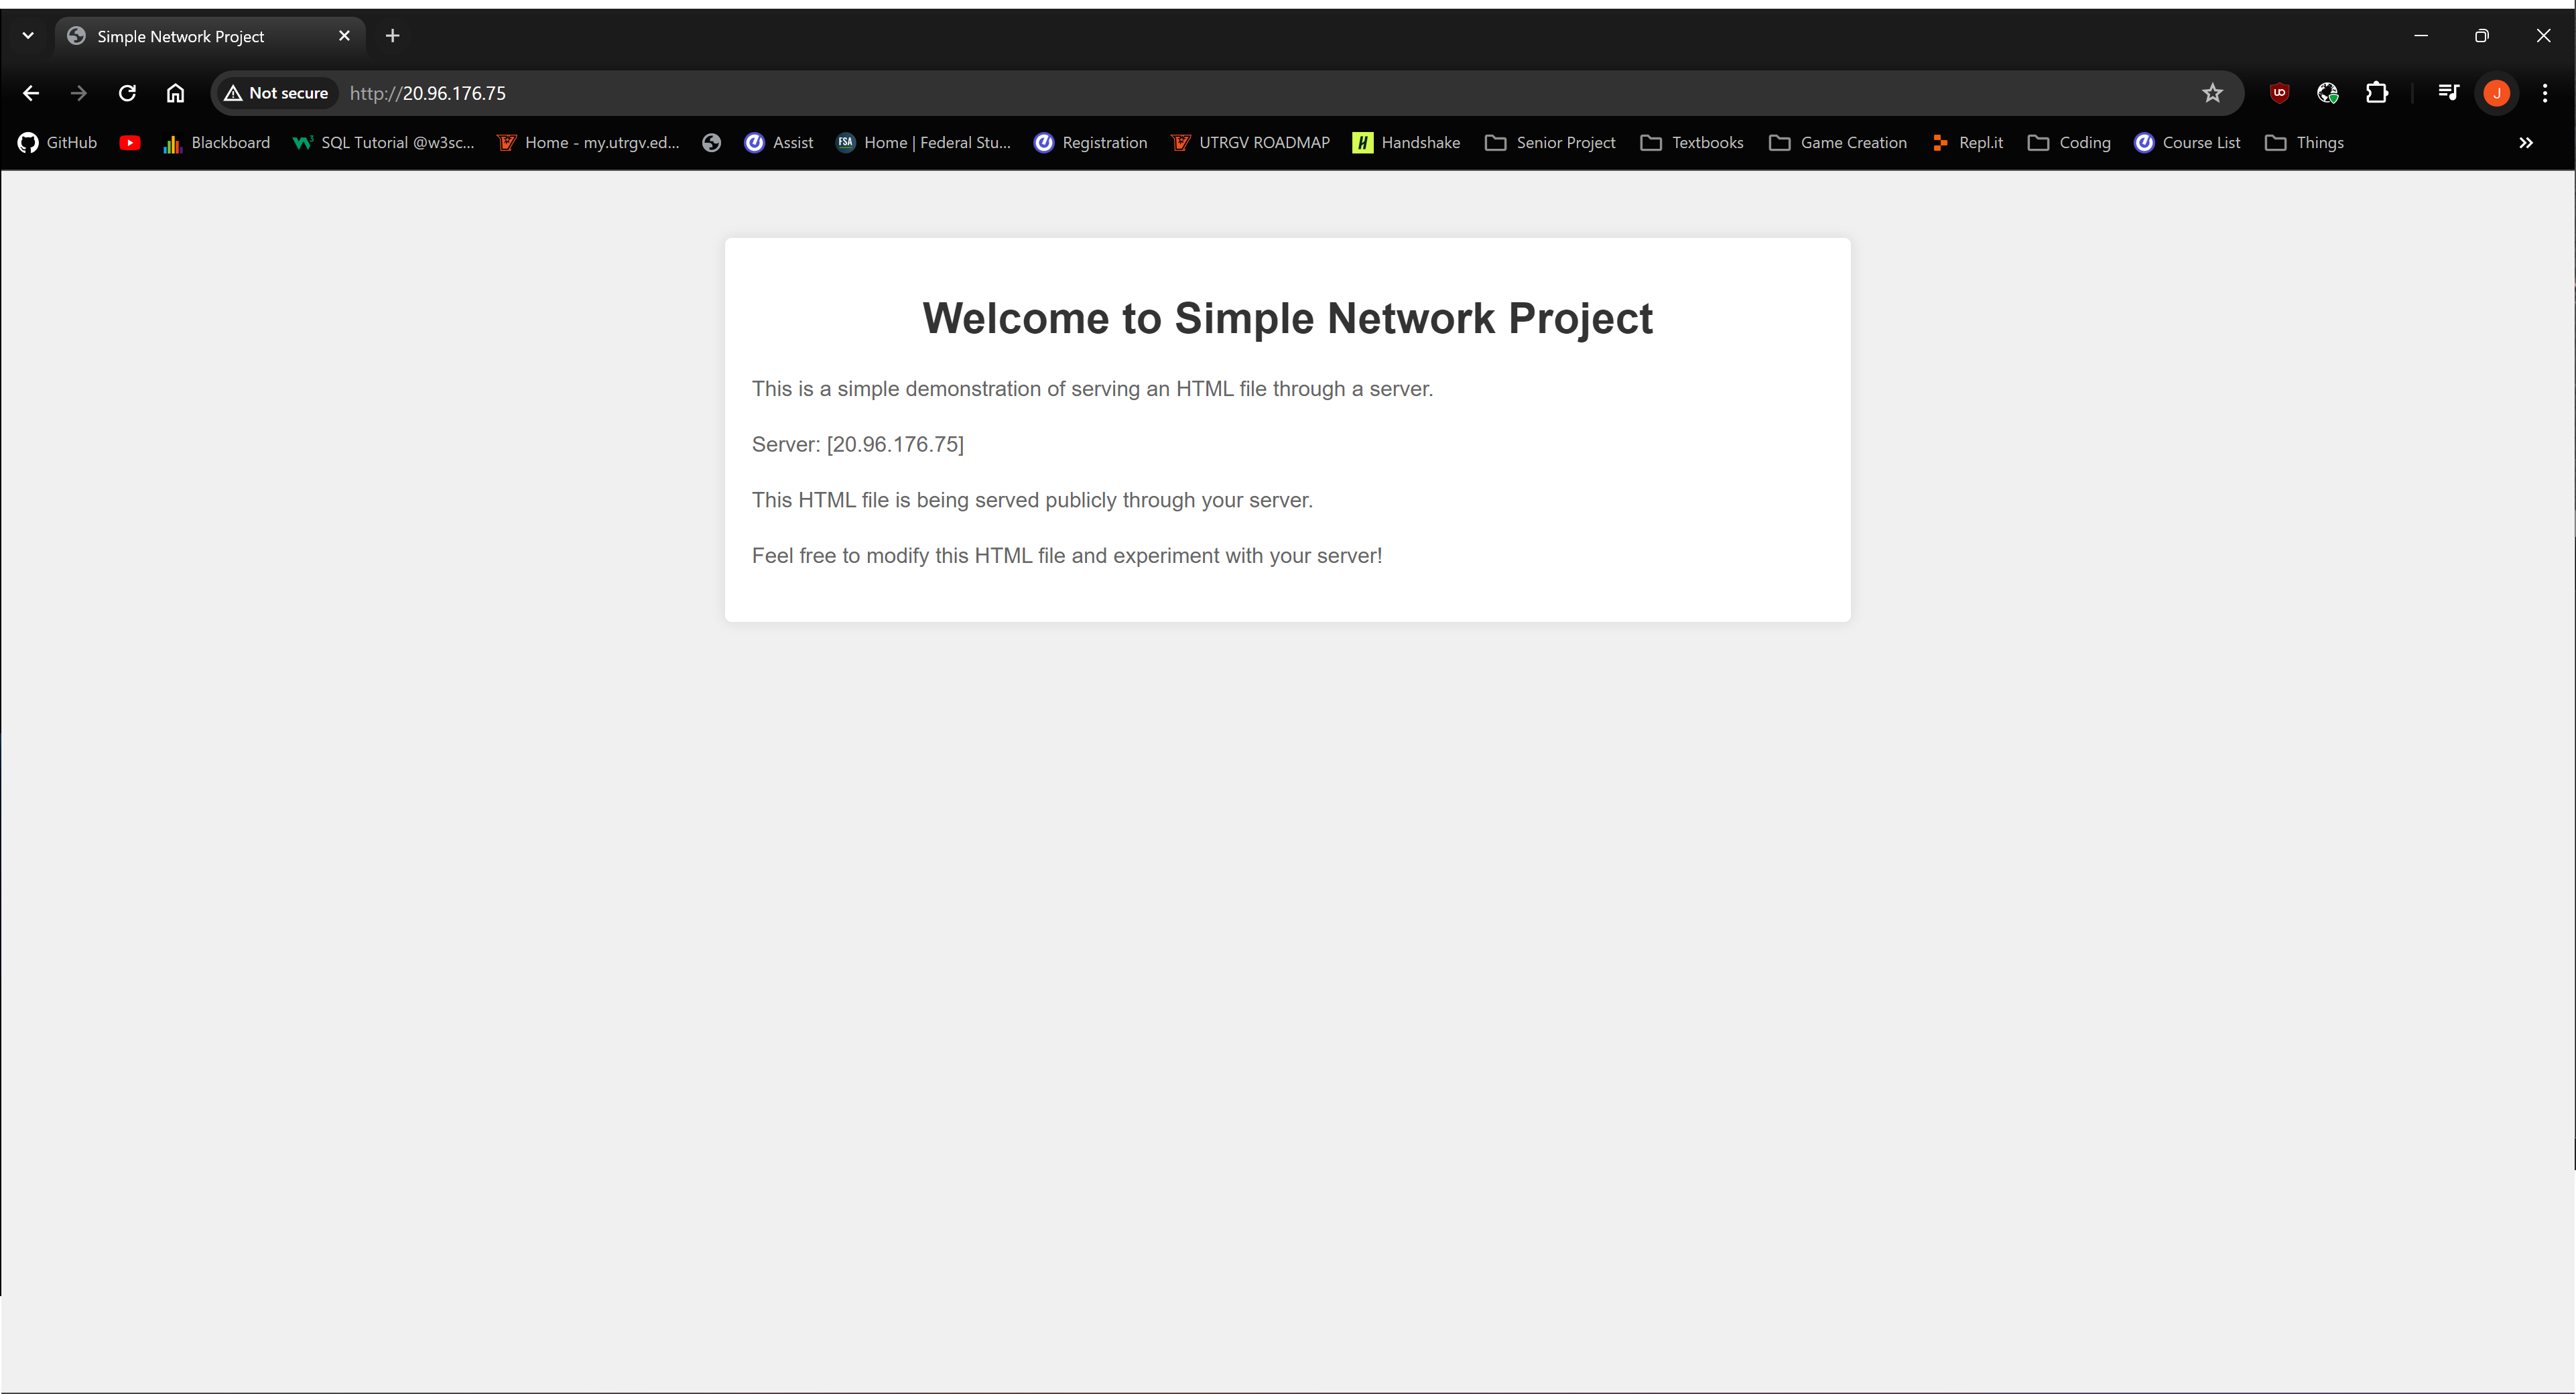 Simple Network Project
Not secure http://20.96.176.75
GitHub Blackboard SQL Tutorial @w3sc... Home - my.utrgv.ed... Assist FSA Home | Federal Stu... Registration UTRGV ROADMAP H Handshake Senior Project Textbooks Game Creation Repl.it Coding Course List Things
J
Welcome to Simple Network Project
This is a simple demonstration of serving an HTML file through a server.
Server: [20.96.176.75]
This HTML file is being served publicly through your server.
Feel free to modify this HTML file and experiment with your server!